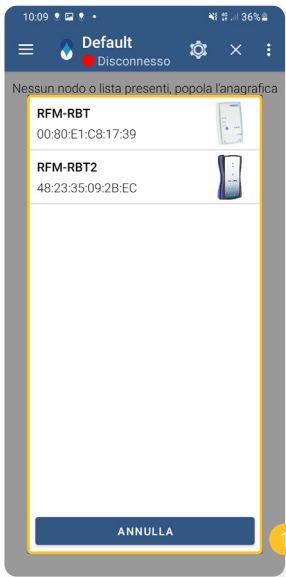 10:09
36%
Default
Disconnesso
Nessun nodo o lista presenti, popola l'anagrafica
RFM-RBT
00:80:E1:C8:17:39
RFM-RBT2
48:23:35:09:2B:EC
ANNULLA